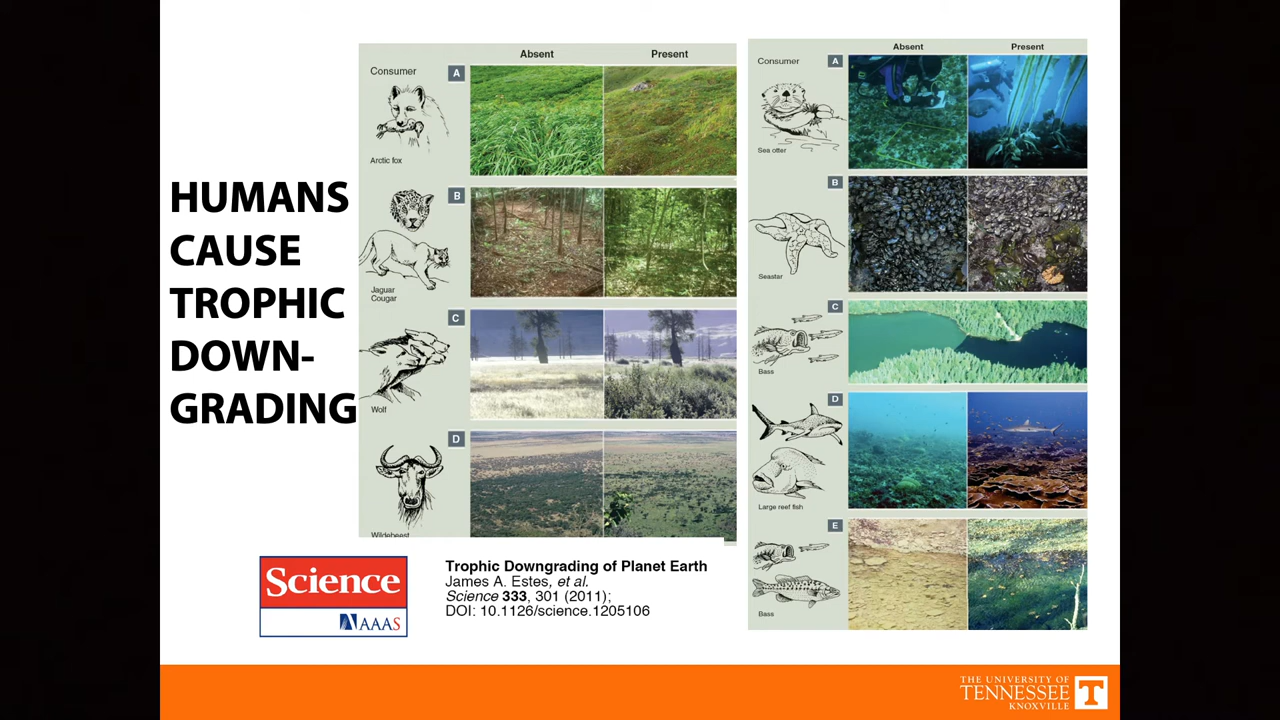 HUMANS
CAUSE
TROPHIC
DOWN-
GRADING
Absent Present
Consumer
A
Arctic fox
B
Jaguar
Cougar
C
Wolf
D
Wildebeest
Absent Present
Consumer
A
Sea otter
B
Seastar
C
Bass
D
Large reef fish
E
Bass
Science
AAAS
Trophic Downgrading of Planet Earth
James A. Estes, et al.
Science 333, 301 (2011);
DOI: 10.1126/science.1205106
THE UNIVERSITY OF
TENNESSEE
KNOXVILLE
T